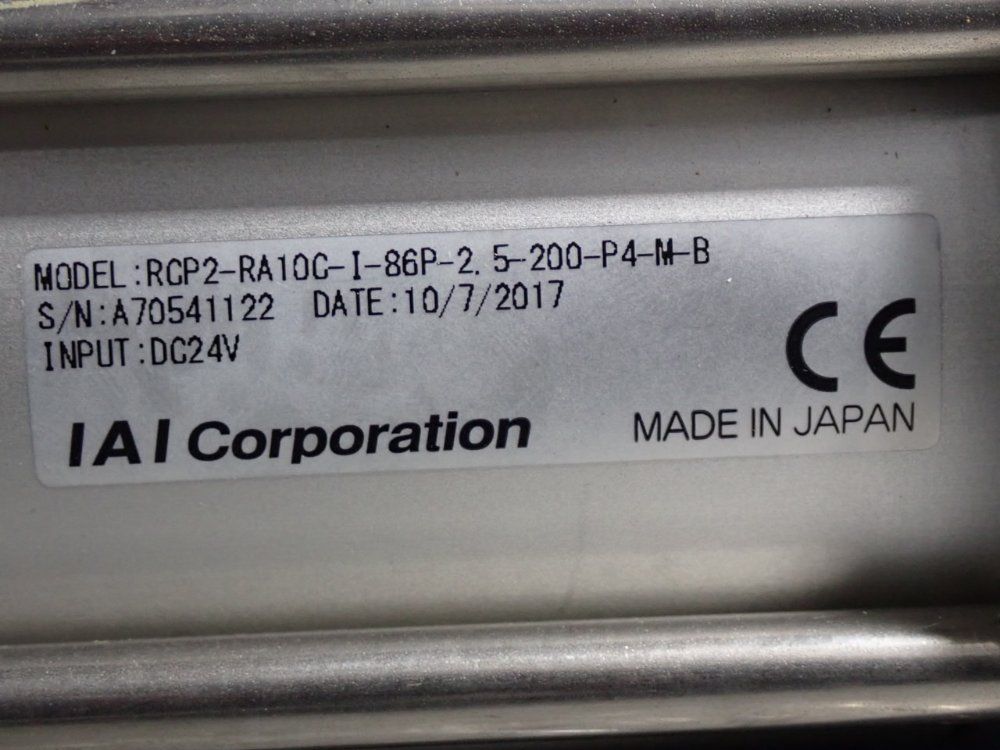 MODEL:RCP2-RA10C-I-86P-2.5-200-P4-M-B
S/N:A70541122 DATE:10/7/2017
INPUT:DC24V
CE
IAI Corporation MADE IN JAPAN